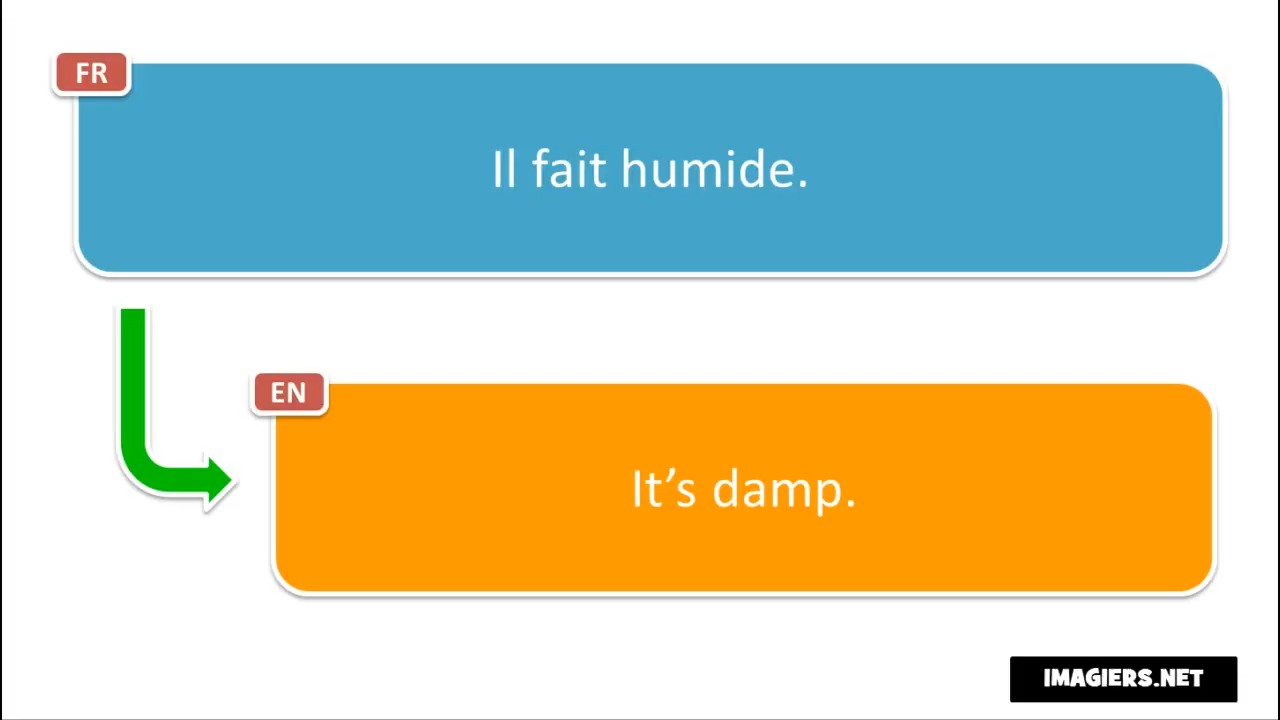 FR
Il fait humide.
EN
It’s damp.
IMAGIERS.NET